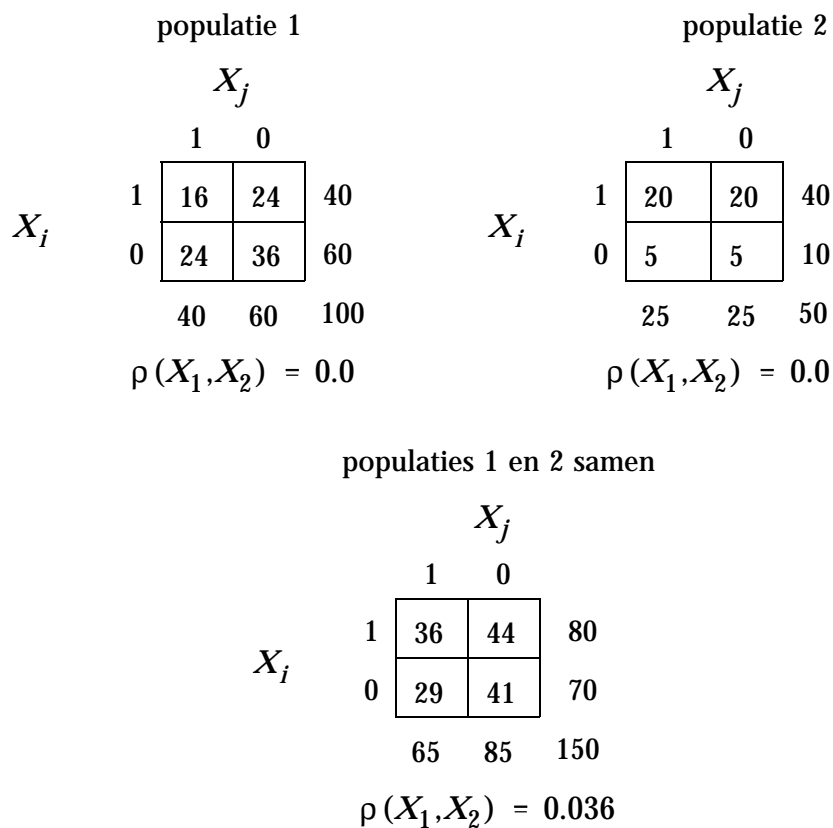 populatie 1 populatie 2
X_j X_j
1 0 1 0
1 16 24 40 1 20 20 40
X_i X_i
0 24 36 60 0 5 5 10
40 60 100 25 25 50
ρ (X_1,X_2) = 0.0 ρ (X_1,X_2) = 0.0
populaties 1 en 2 samen
X_j
1 0
1 36 44 80
X_i
0 29 41 70
65 85 150
ρ (X_1,X_2) = 0.036